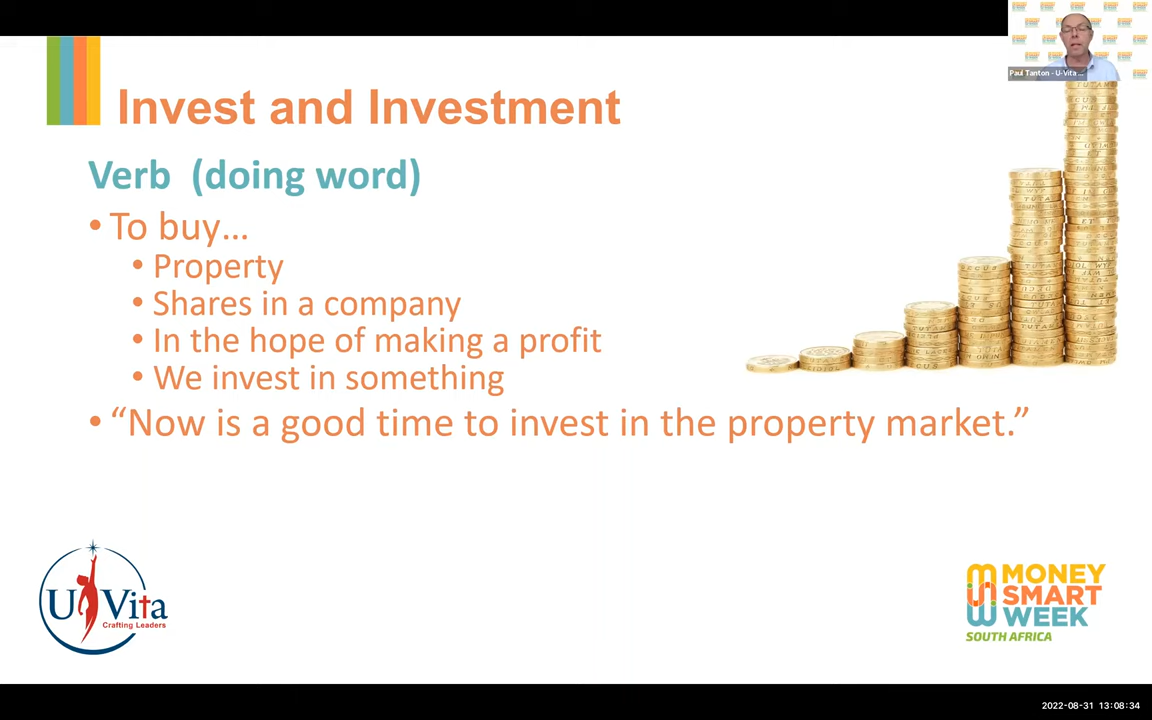 Paul Tanton - U-Vita ...
Invest and Investment
Verb (doing word)
• To buy...
• Property
• Shares in a company
• In the hope of making a profit
• We invest in something
• “Now is a good time to invest in the property market.”
U Vita
Crafting Leaders
MONEY
SMART
WEEK
SOUTH AFRICA
2022-08-31 13:08:34